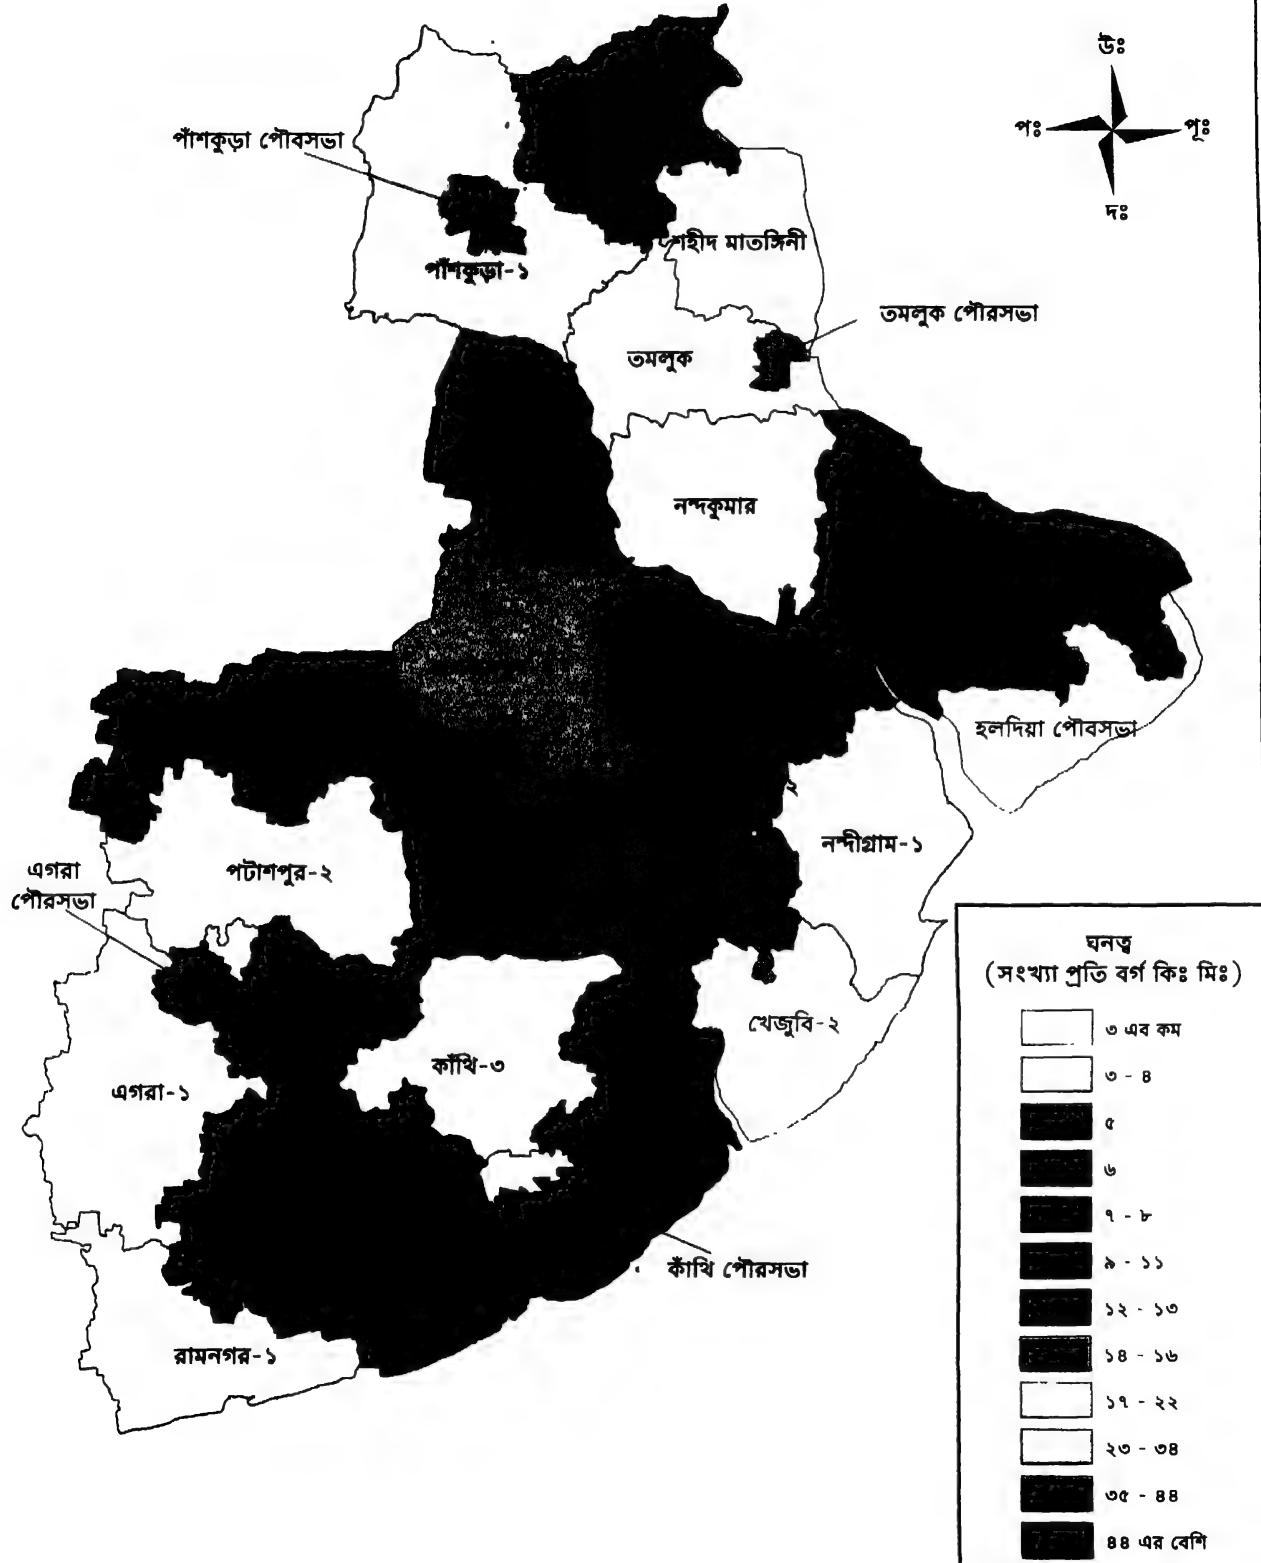 উঃ
পঃ
পূঃ
দঃ
পাঁশকুড়া পৌবসভা
শহীদ মাতঙ্গিনী
পাঁশকুড়া-১
তমলুক পৌরসভা
তমলুক
নন্দকুমার
হলদিয়া পৌবসভা
নন্দীগ্রাম-১
এগরা
পৌরসভা
পটাশপুর-২
খেজুবি-২
কাঁথি-৩
এগরা-১
কাঁথি পৌরসভা
রামনগর-১
ঘনত্ব
(সংখ্যা প্রতি বর্গ কিঃ মিঃ)
৩ এব কম
৩ - ৪
৫
৬
৭ - ৮
৯ - ১১
১২ - ১৩
১৪ - ১৬
১৭ - ২২
২৩ - ৩৪
৩৫ - ৪৪
৪৪ এর বেশি